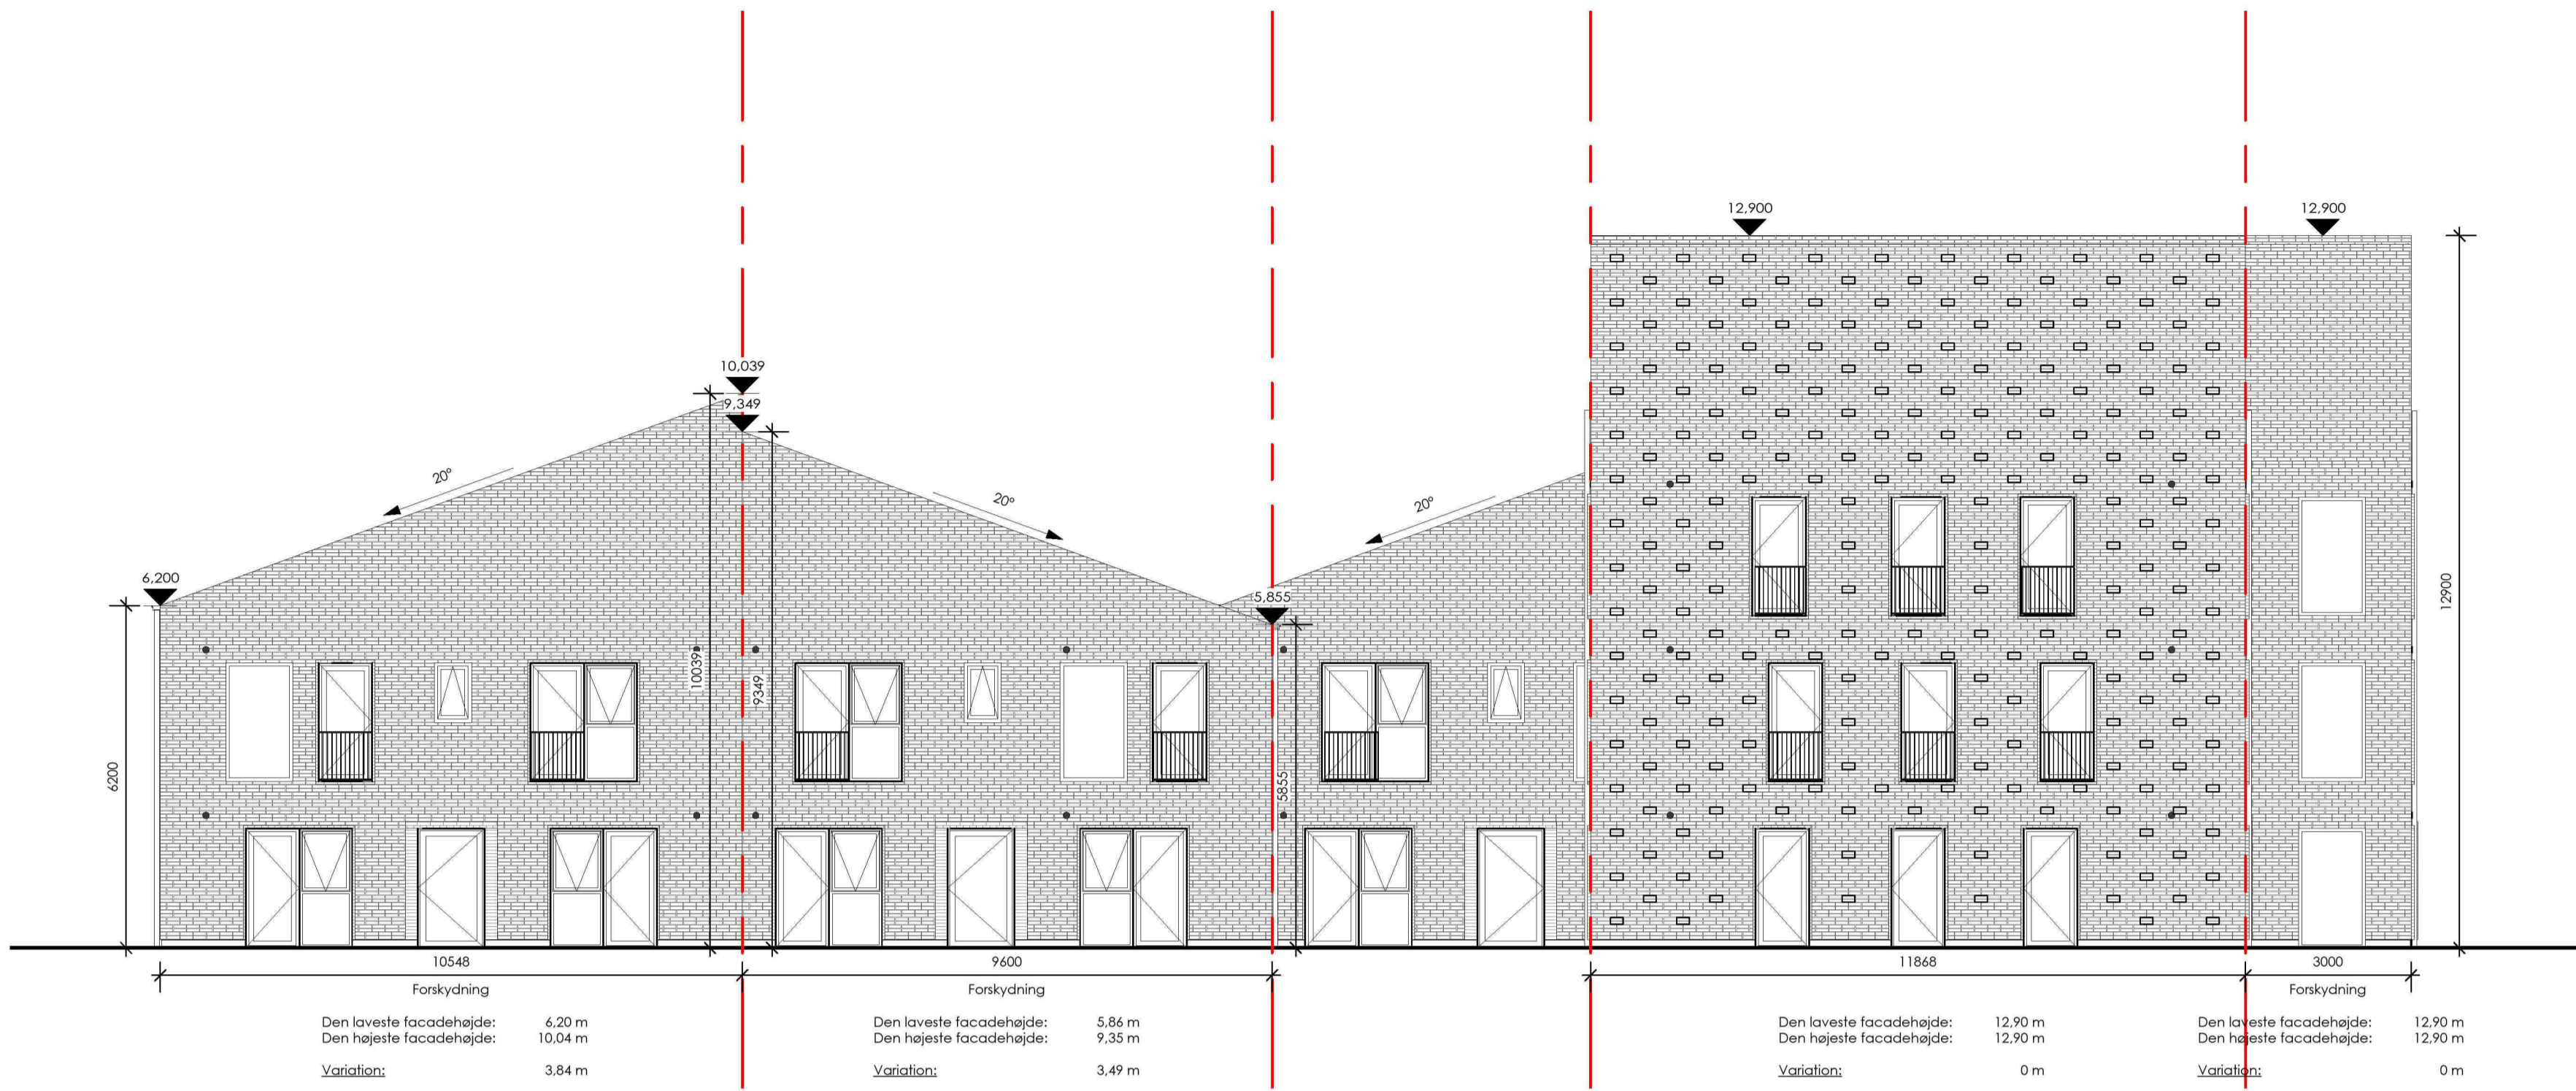 12,900
12,900
10,039
9,349
20°
20°
20°
6,200
5,855
12900
10039
9349
6200
5855
10548
9600
11868
3000
Forskydning
Forskydning
Forskydning
Den laveste facadehøjde: 6,20 m
Den højeste facadehøjde: 10,04 m
Variation: 3,84 m
Den laveste facadehøjde: 5,86 m
Den højeste facadehøjde: 9,35 m
Variation: 3,49 m
Den laveste facadehøjde: 12,90 m
Den højeste facadehøjde: 12,90 m
Variation: 0 m
Den laveste facadehøjde: 12,90 m
Den højeste facadehøjde: 12,90 m
Variation: 0 m